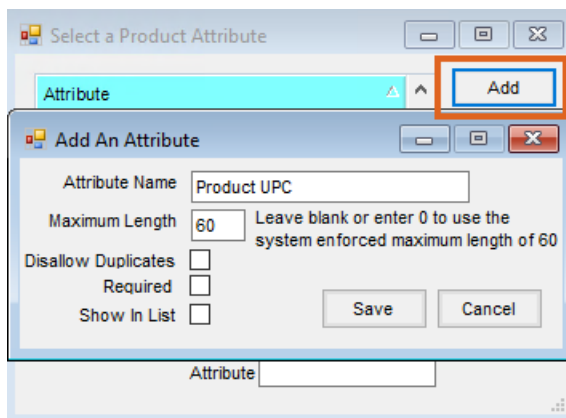 Select a Product Attribute
Attribute
Add
Add An Attribute
Attribute Name Product UPC
Maximum Length 60 Leave blank or enter 0 to use the
system enforced maximum length of 60
Disallow Duplicates
Required
Show In List
Save Cancel
Attribute